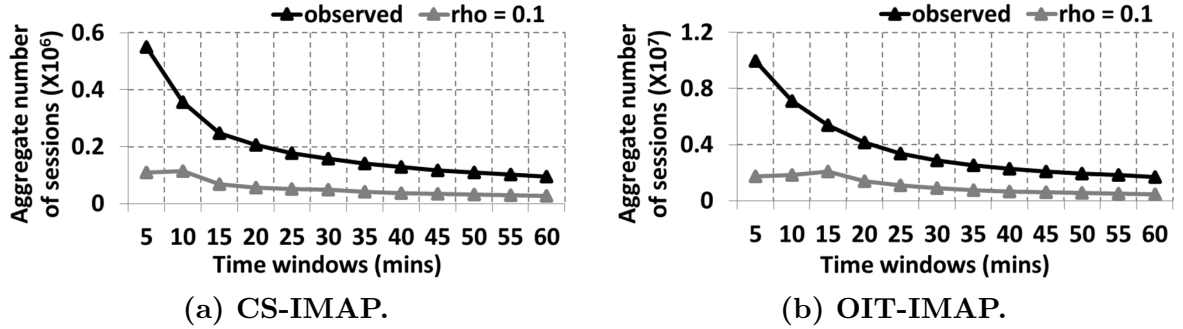 observed rho = 0.1
Aggregate number
of sessions (X10⁶)
0.6
0.4
0.2
0
5 10 15 20 25 30 35 40 45 50 55 60
Time windows (mins)
(a) CS-IMAP.
observed rho = 0.1
Aggregate number
of sessions (X10⁷)
1.2
0.8
0.4
0
5 10 15 20 25 30 35 40 45 50 55 60
Time windows (mins)
(b) OIT-IMAP.